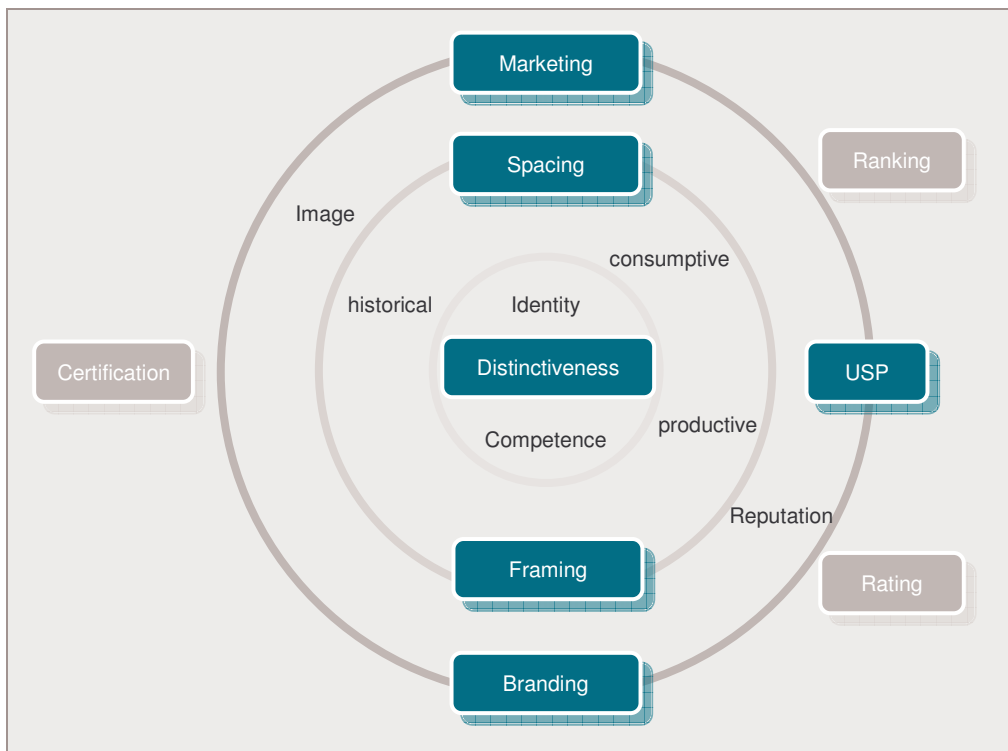 Marketing
Spacing
Ranking
Image
consumptive
historical
Identity
Certification
Distinctiveness
USP
Competence
productive
Reputation
Framing
Rating
Branding